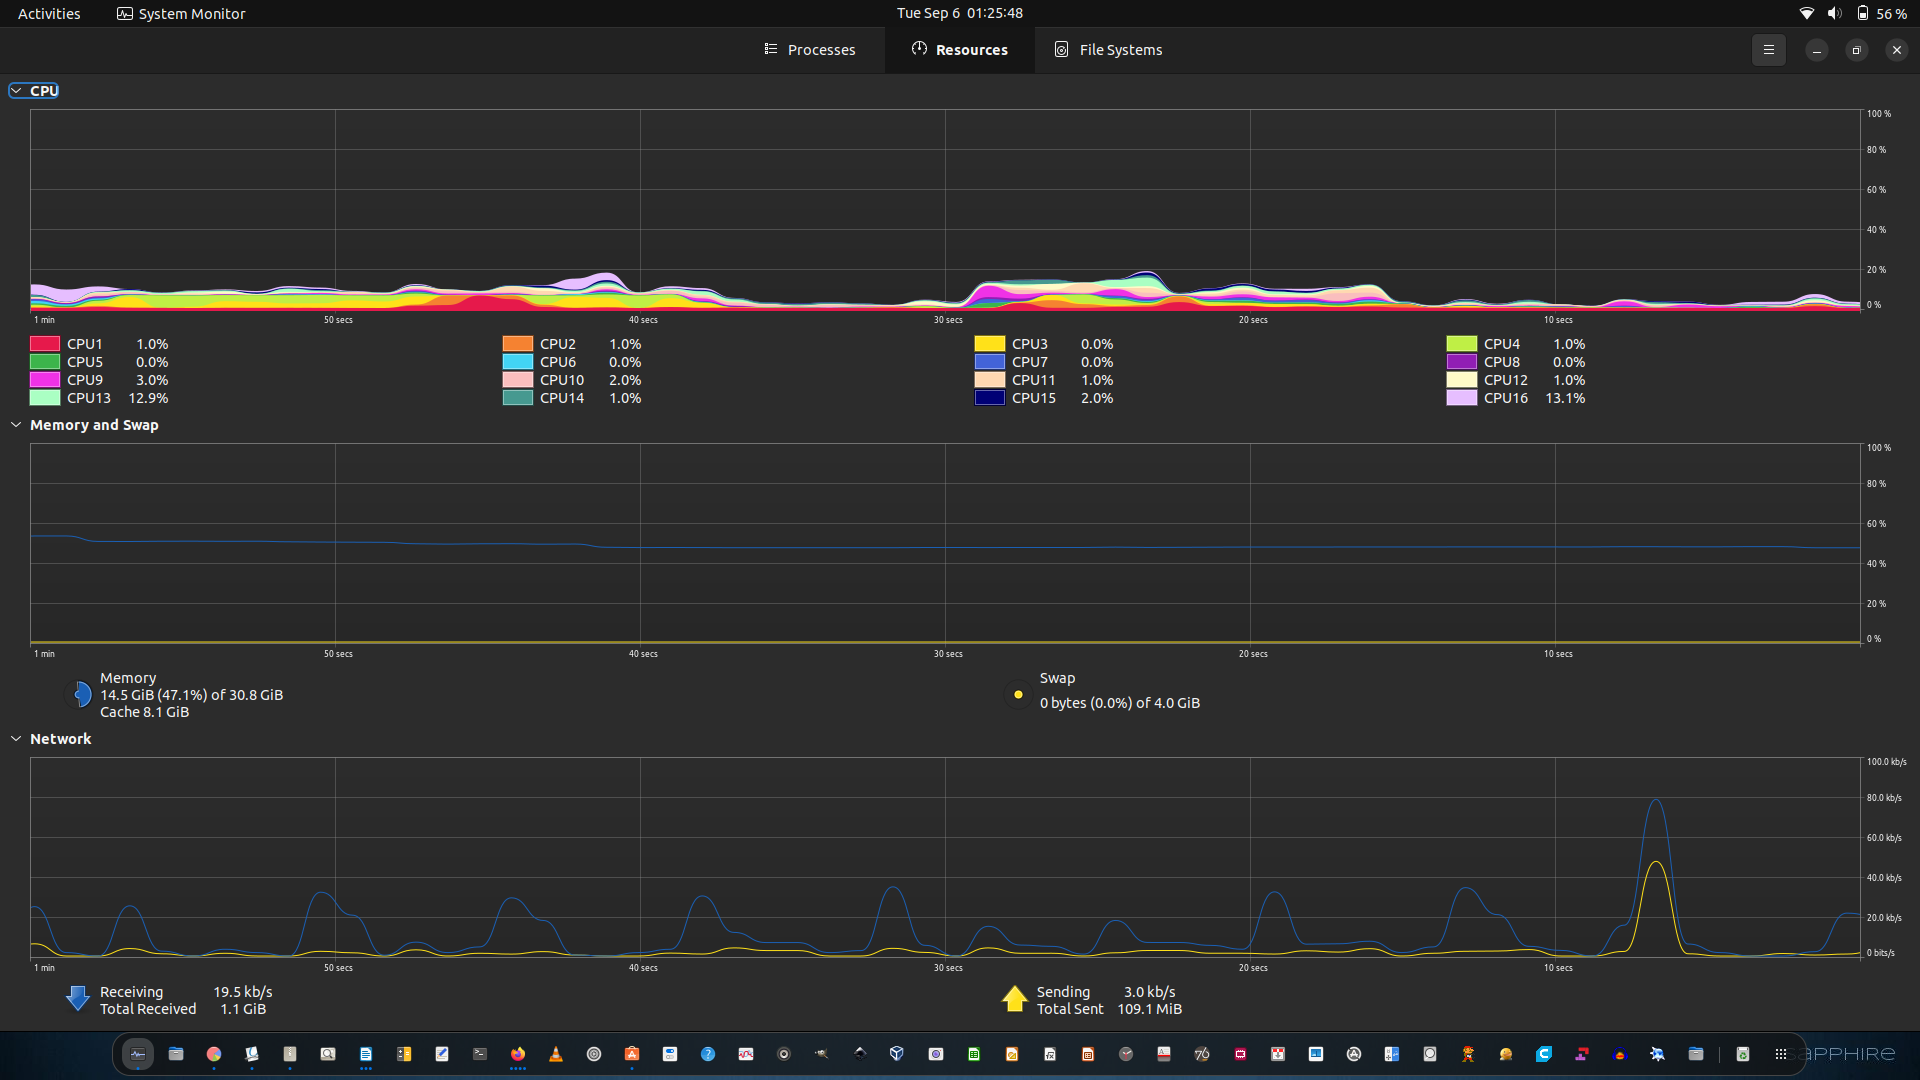 Activities System Monitor Tue Sep 6 01:25:48 56 %
Processes Resources File Systems
CPU
100 %
80 %
60 %
40 %
20 %
0 %
1 min 50 secs 40 secs 30 secs 20 secs 10 secs
CPU1 1.0% CPU2 1.0% CPU3 0.0% CPU4 1.0%
CPU5 0.0% CPU6 0.0% CPU7 0.0% CPU8 0.0%
CPU9 3.0% CPU10 2.0% CPU11 1.0% CPU12 1.0%
CPU13 12.9% CPU14 1.0% CPU15 2.0% CPU16 13.1%
Memory and Swap
100 %
80 %
60 %
40 %
20 %
0 %
1 min 50 secs 40 secs 30 secs 20 secs 10 secs
Memory
14.5 GiB (47.1%) of 30.8 GiB
Cache 8.1 GiB
Swap
0 bytes (0.0%) of 4.0 GiB
Network
100.0 kb/s
80.0 kb/s
60.0 kb/s
40.0 kb/s
20.0 kb/s
0 bits/s
1 min 50 secs 40 secs 30 secs 20 secs 10 secs
Receiving 19.5 kb/s
Total Received 1.1 GiB
Sending 3.0 kb/s
Total Sent 109.1 MiB
76
SAPPHIRE